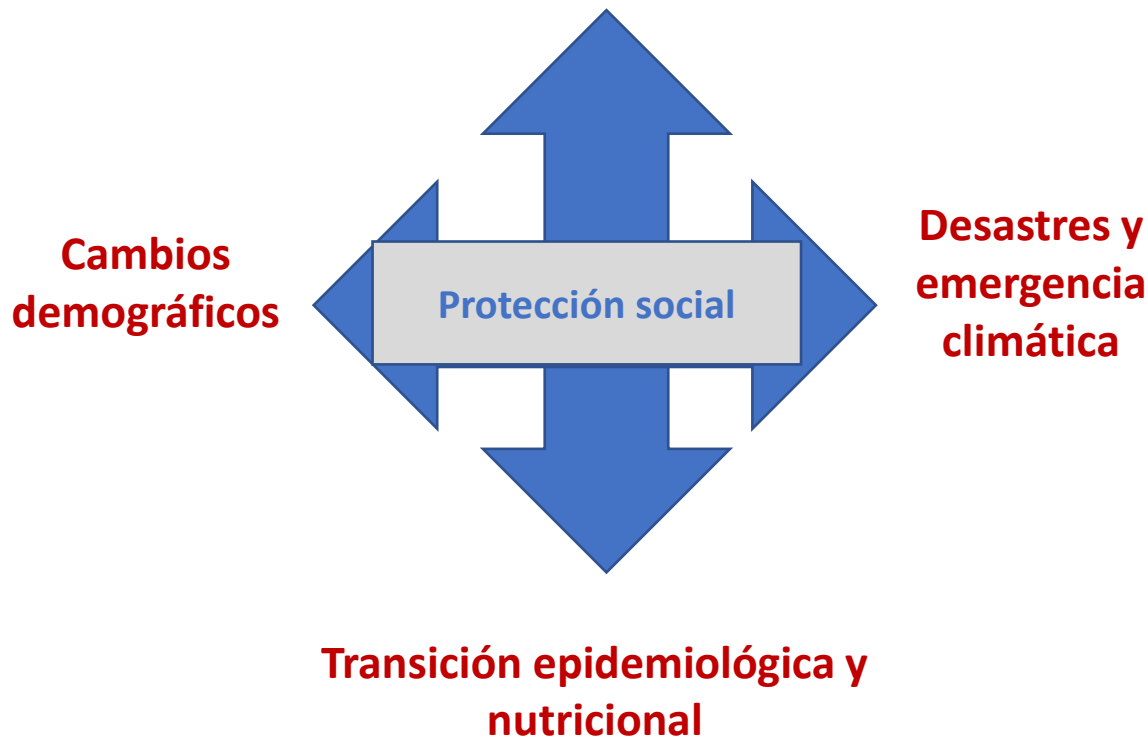 Cambios
demográficos
Protección social
Desastres y
emergencia
climática
Transición epidemiológica y
nutricional